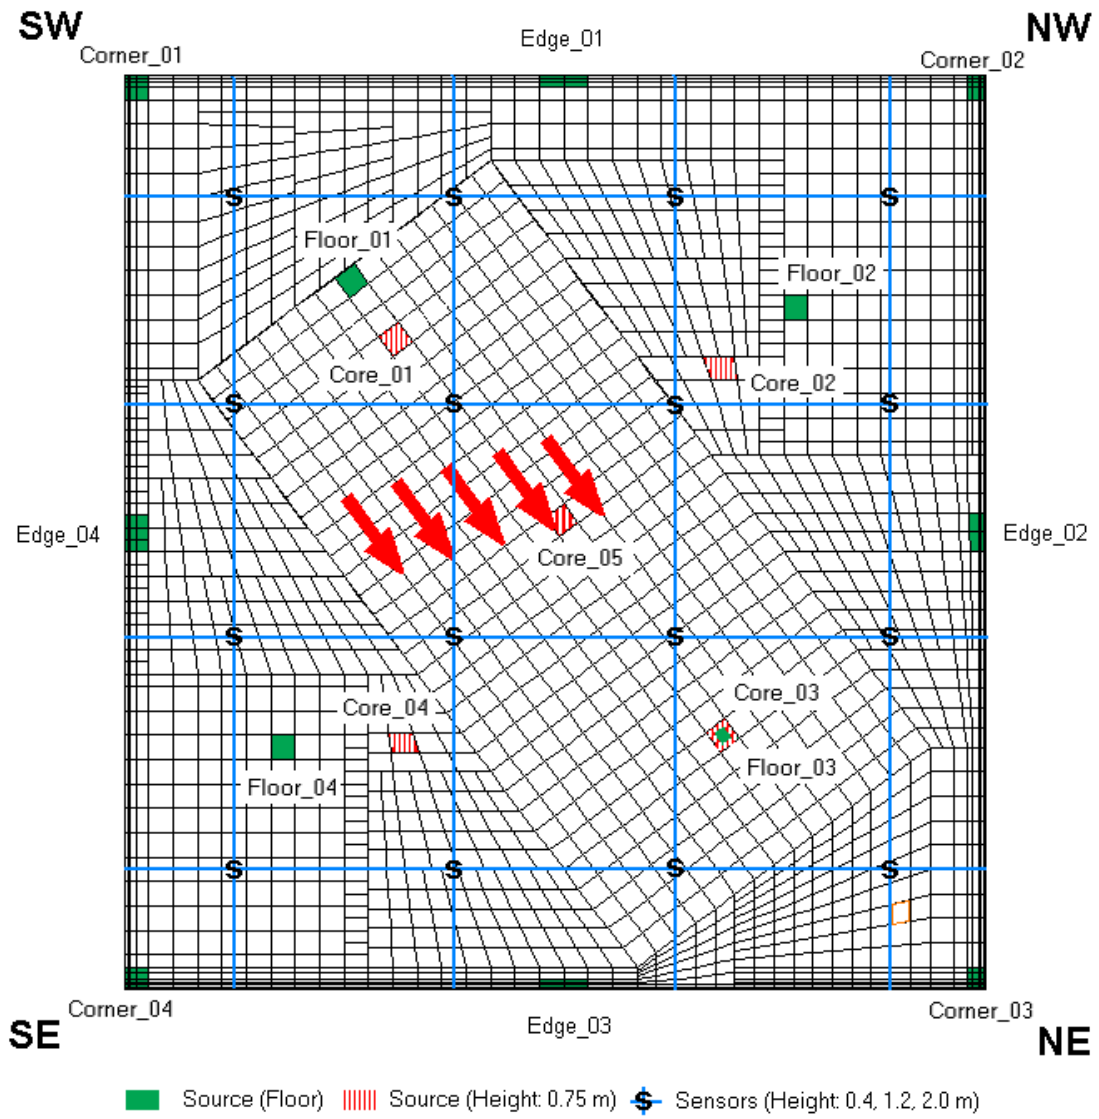 SW
Edge_01
NW
Corner_01
Corner_02
S S S S
Floor_01
Floor_02
Core_01
Core_02
S S S S
Edge_04
Core_05
Edge_02
S S S S
Core_03
Core_04
Floor_03
Floor_04
S S S S
Corner_04
Corner_03
SE
Edge_03
NE
Source (Floor) Source (Height: 0.75 m) S Sensors (Height: 0.4, 1.2, 2.0 m)